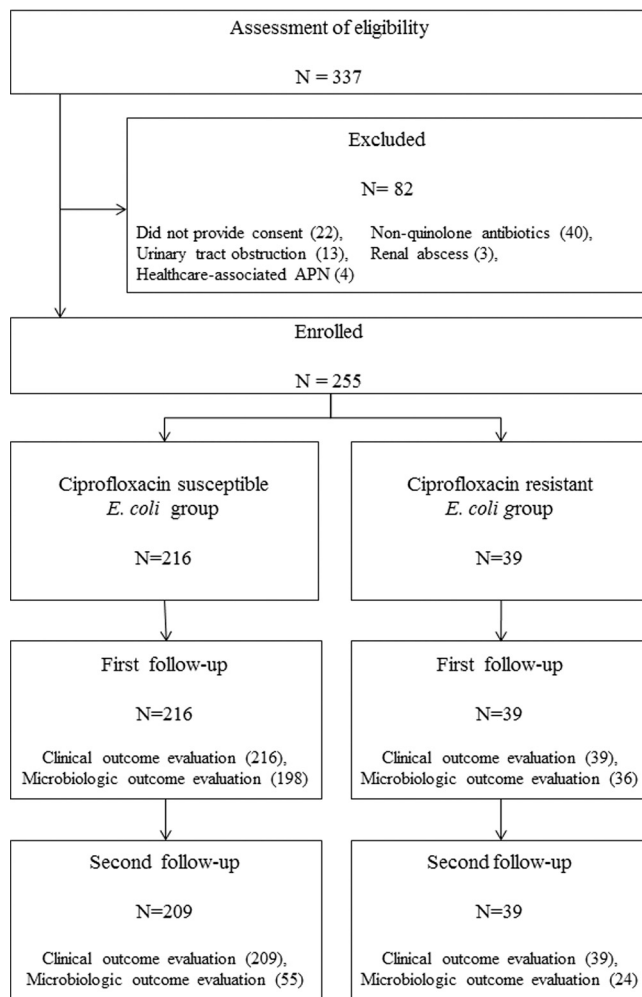 Assessment of eligibility
N = 337
Excluded
N= 82
Did not provide consent (22), Non-quinolone antibiotics (40),
Urinary tract obstruction (13), Renal abscess (3),
Healthcare-associated APN (4)
Enrolled
N = 255
Ciprofloxacin susceptible
E. coli group
N=216
Ciprofloxacin resistant
E. coli group
N=39
First follow-up
N=216
Clinical outcome evaluation (216),
Microbiologic outcome evaluation (198)
First follow-up
N=39
Clinical outcome evaluation (39),
Microbiologic outcome evaluation (36)
Second follow-up
N=209
Clinical outcome evaluation (209),
Microbiologic outcome evaluation (55)
Second follow-up
N=39
Clinical outcome evaluation (39),
Microbiologic outcome evaluation (24)